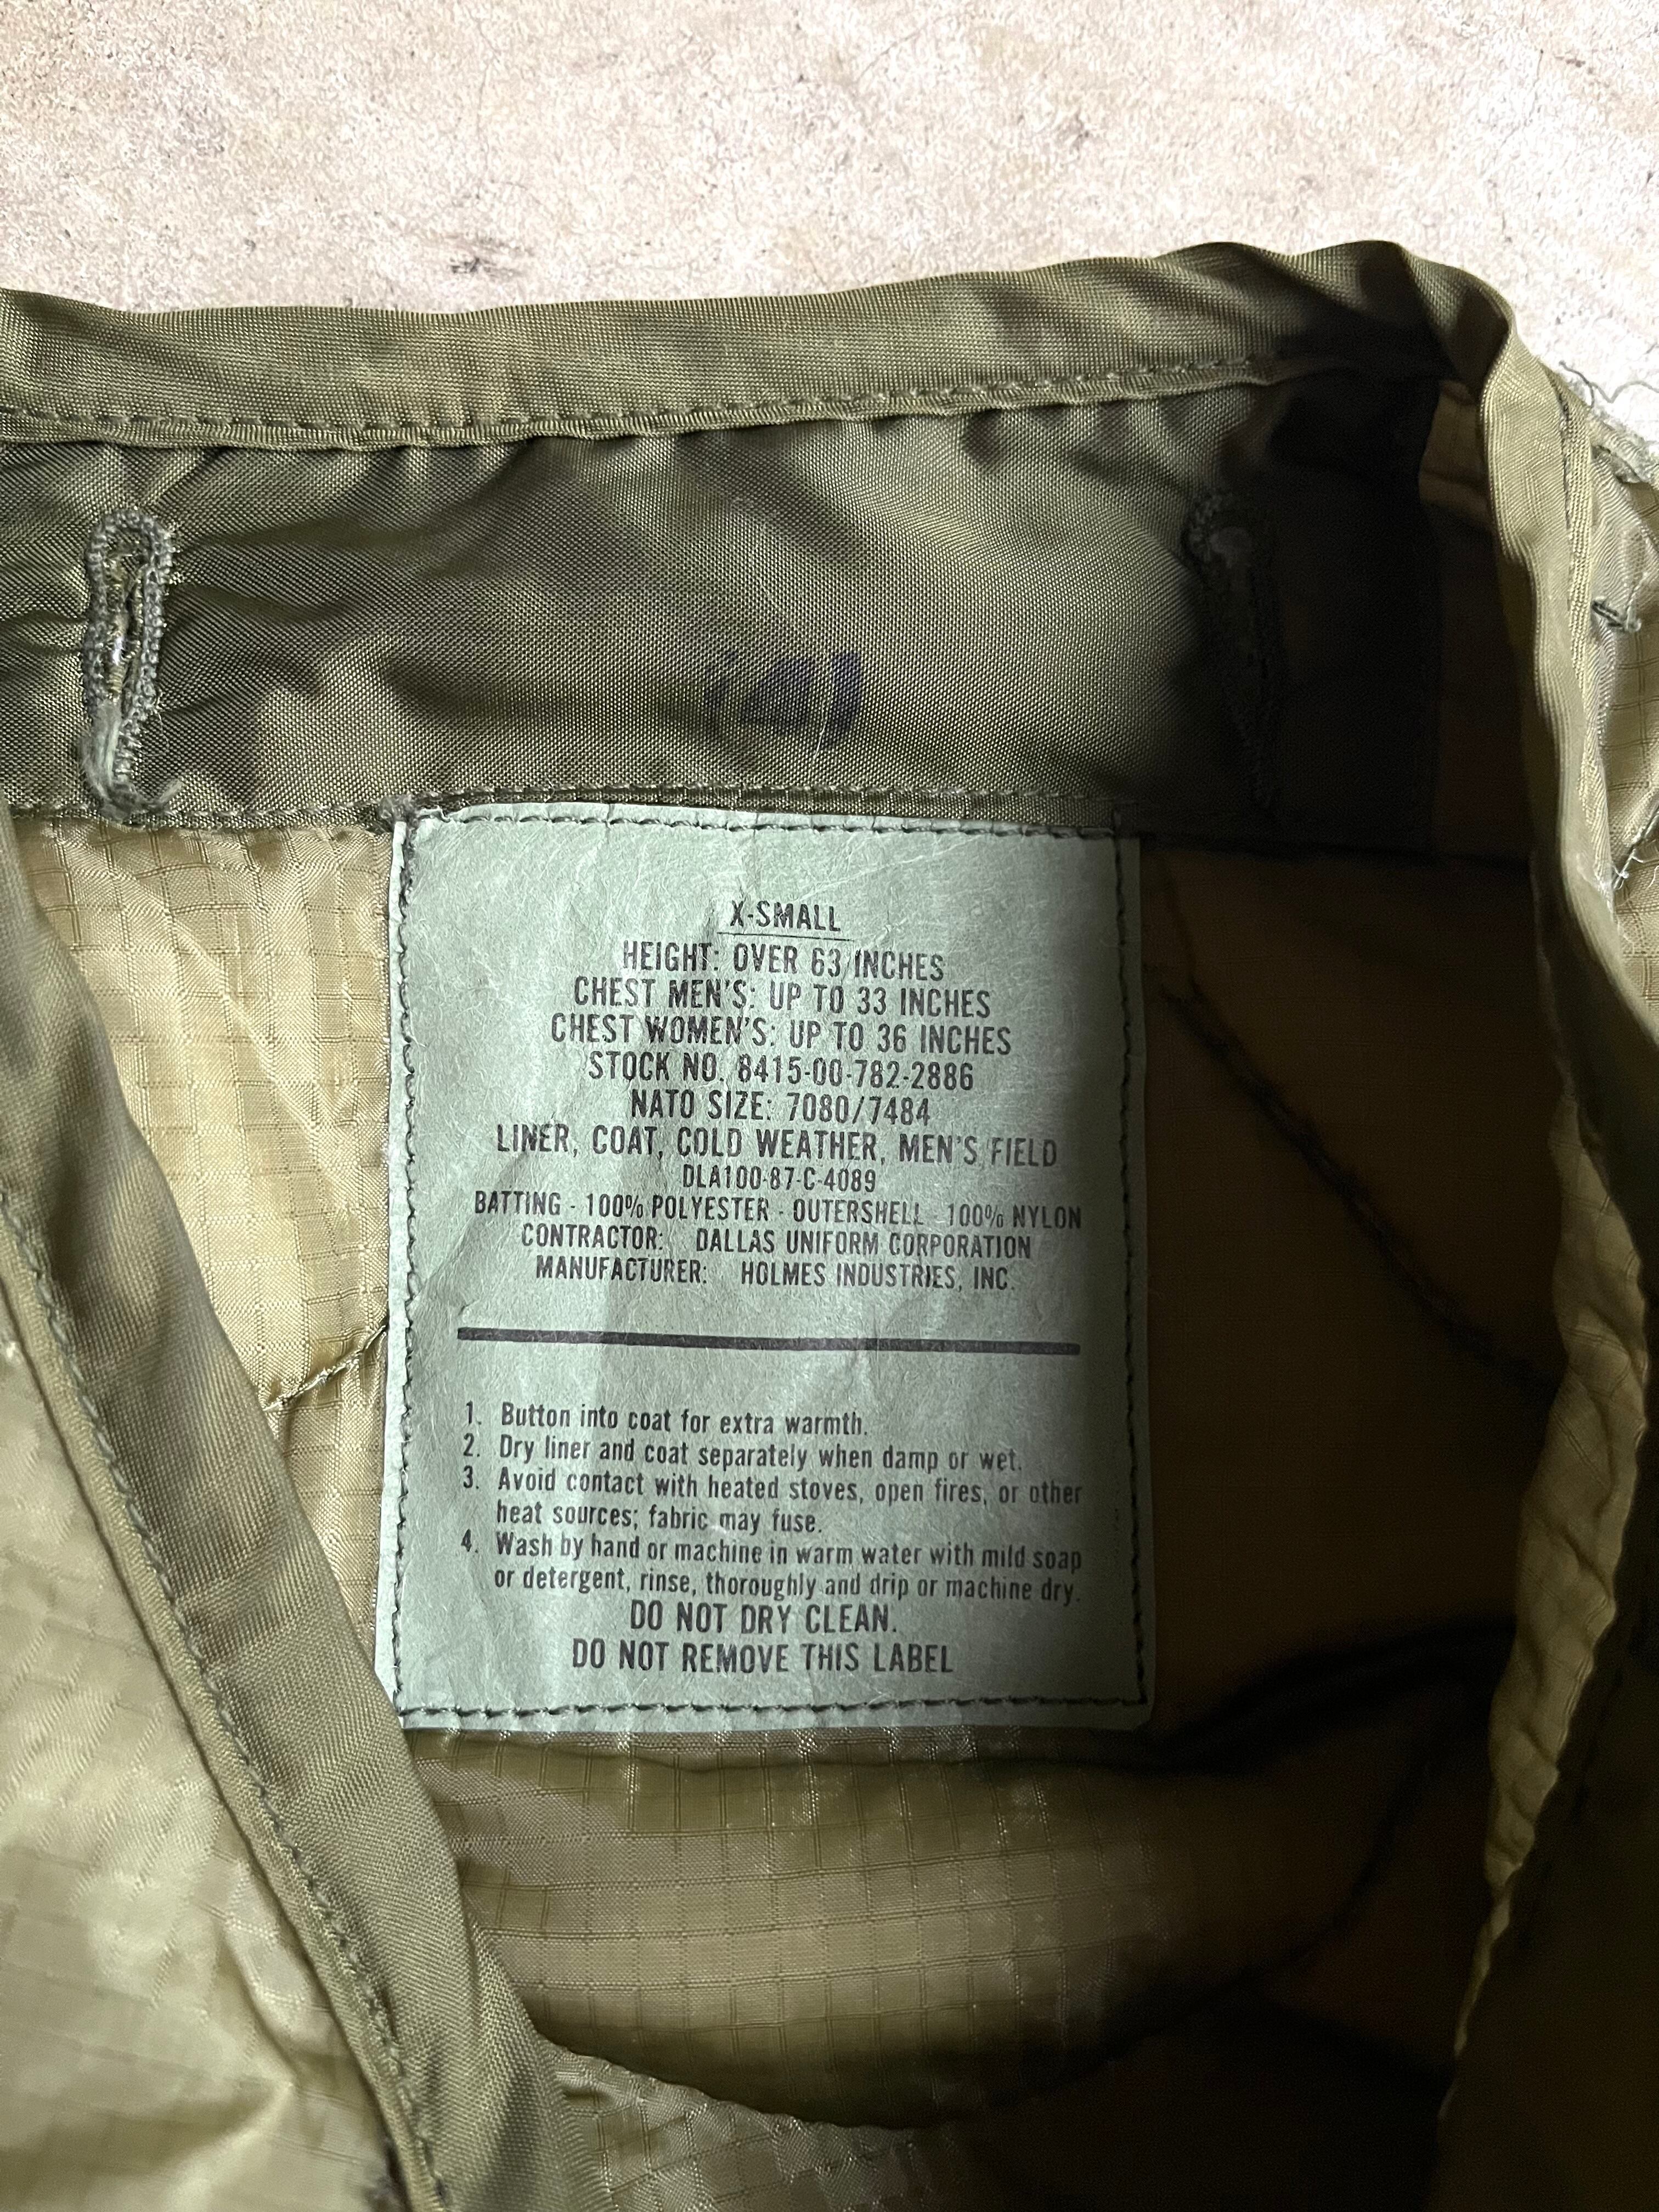 X-SMALL
HEIGHT: OVER 63 INCHES
CHEST MEN'S: UP TO 33 INCHES
CHEST WOMEN'S: UP TO 36 INCHES
STOCK NO. 8415-00-782-2886
NATO SIZE: 7080/7484
LINER, COAT, COLD WEATHER, MEN'S FIELD
DLA100-87-C-4089
BATTING - 100% POLYESTER - OUTERSHELL - 100% NYLON
CONTRACTOR: DALLAS UNIFORM CORPORATION
MANUFACTURER: HOLMES INDUSTRIES, INC.
1. Button into coat for extra warmth.
2. Dry liner and coat separately when damp or wet.
3. Avoid contact with heated stoves, open fires, or other
heat sources; fabric may fuse.
4. Wash by hand or machine in warm water with mild soap
or detergent, rinse, thoroughly and drip or machine dry.
DO NOT DRY CLEAN.
DO NOT REMOVE THIS LABEL